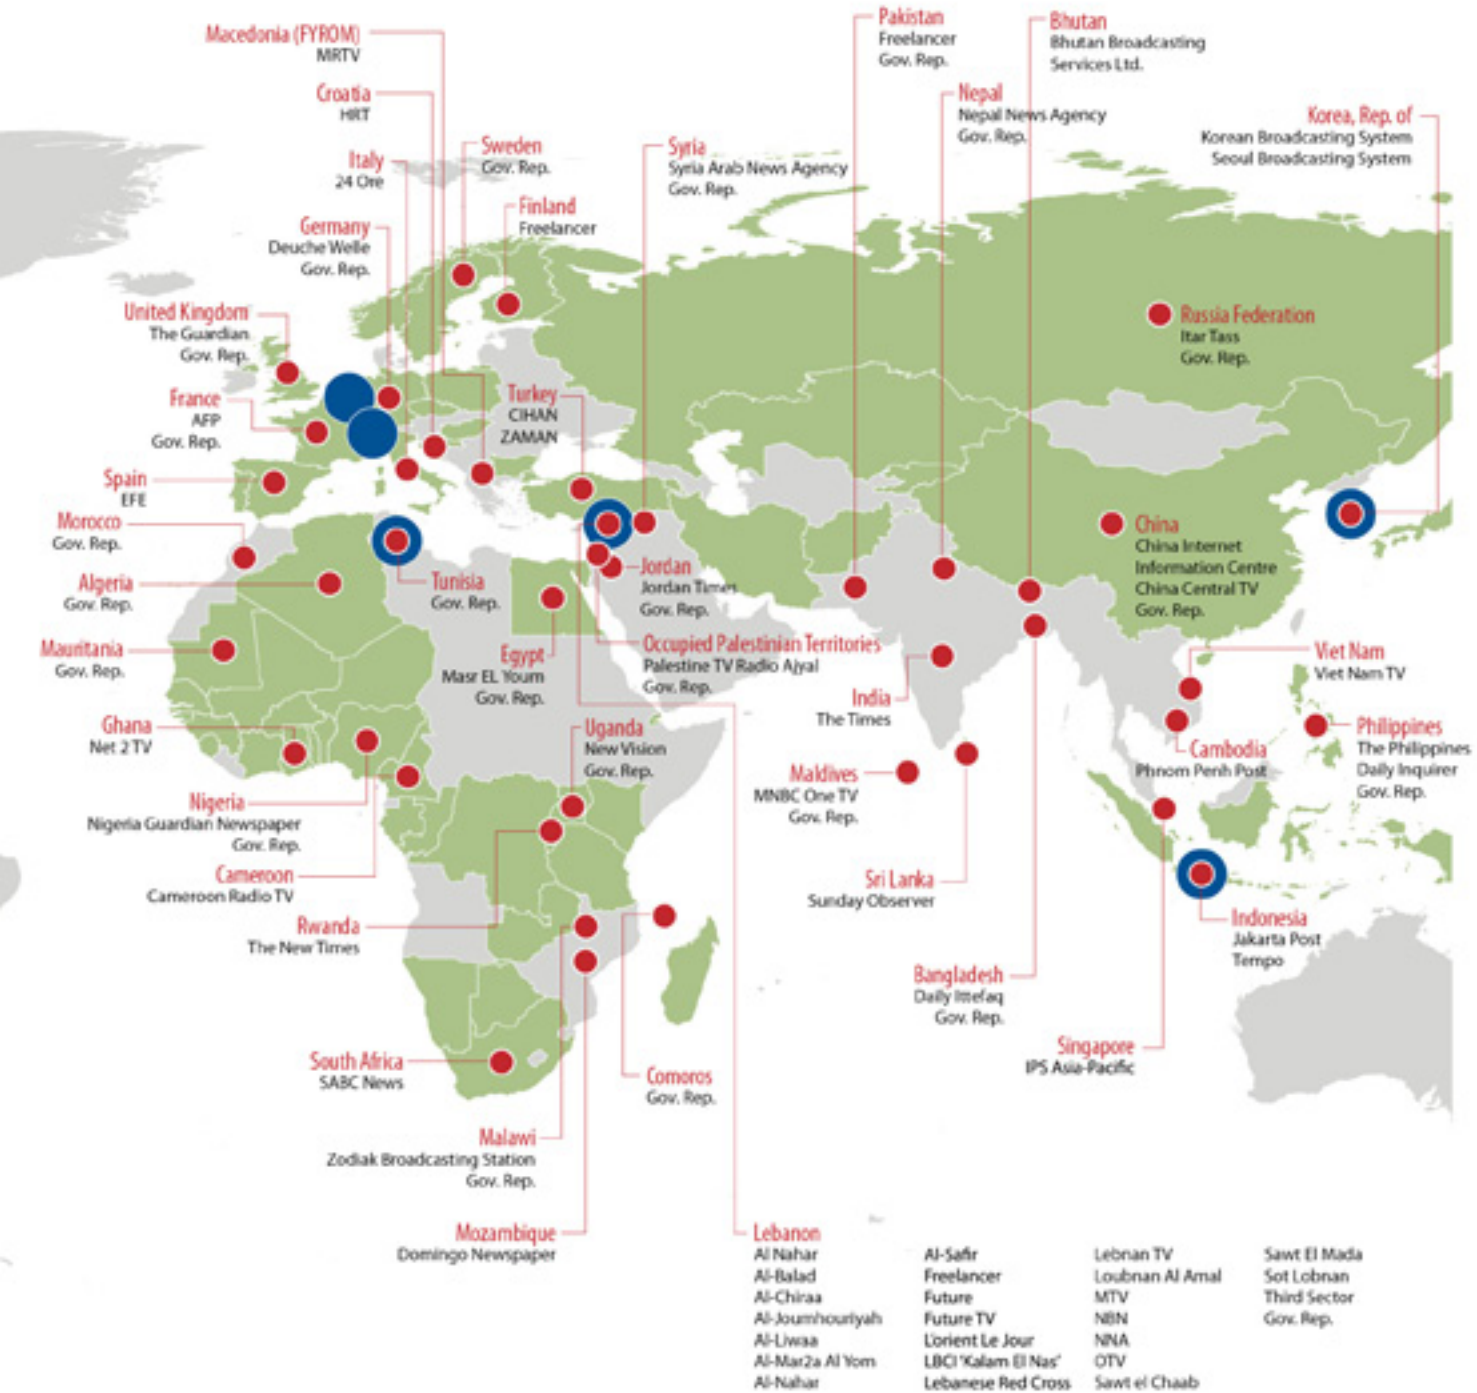 Macedonia (FYROM)
MRTV
Croatia
HRT
Italy
24 Ore
Germany
Deuche Welle
Gov. Rep.
Sweden
Gov. Rep.
Finland
Freelancer
Syria
Syria Arab News Agency
Gov. Rep.
Pakistan
Freelancer
Gov. Rep.
Bhutan
Bhutan Broadcasting
Services Ltd.
Nepal
Nepal News Agency
Gov. Rep.
Korea, Rep. of
Korean Broadcasting System
Seoul Broadcasting System
United Kingdom
The Guardian
Gov. Rep.
France
AFP
Gov. Rep.
Spain
EFE
Morocco
Gov. Rep.
Algeria
Gov. Rep.
Mauritania
Gov. Rep.
Ghana
Net 2 TV
Nigeria
Nigeria Guardian Newspaper
Gov. Rep.
Cameroon
Cameroon Radio TV
Rwanda
The New Times
South Africa
SABC News
Malawi
Zodiak Broadcasting Station
Gov. Rep.
Mozambique
Domingo Newspaper
Turkey
CIHAN
ZAMAN
Tunisia
Gov. Rep.
Egypt
Masr EL Youm
Gov. Rep.
Jordan
Jordan Times
Gov. Rep.
Occupied Palestinian Territories
Palestine TV Radio Ajyal
Gov. Rep.
Uganda
New Vision
Gov. Rep.
Comoros
Gov. Rep.
Russia Federation
Itar Tass
Gov. Rep.
China
China Internet
Information Centre
China Central TV
Gov. Rep.
India
The Times
Maldives
MNBC One TV
Gov. Rep.
Sri Lanka
Sunday Observer
Bangladesh
Daily Ittefaq
Gov. Rep.
Singapore
IPS Asia-Pacific
Viet Nam
Viet Nam TV
Cambodia
Phnom Penh Post
Philippines
The Philippines
Daily Inquirer
Gov. Rep.
Indonesia
Jakarta Post
Tempo
Lebanon
Al Nahar
Al-Balad
Al-Chiraa
Al-Joumhouriyah
Al-Liwaa
Al-Mar2a Al Yom
Al-Nahar
Al-Safir
Freelancer
Future
Future TV
L'orient Le Jour
LBCI 'Kalam El Nas'
Lebanese Red Cross
Lebnan TV
Loubnan Al Amal
MTV
NBN
NNA
OTV
Sawt el Chaab
Sawt El Mada
Sot Lobnan
Third Sector
Gov. Rep.